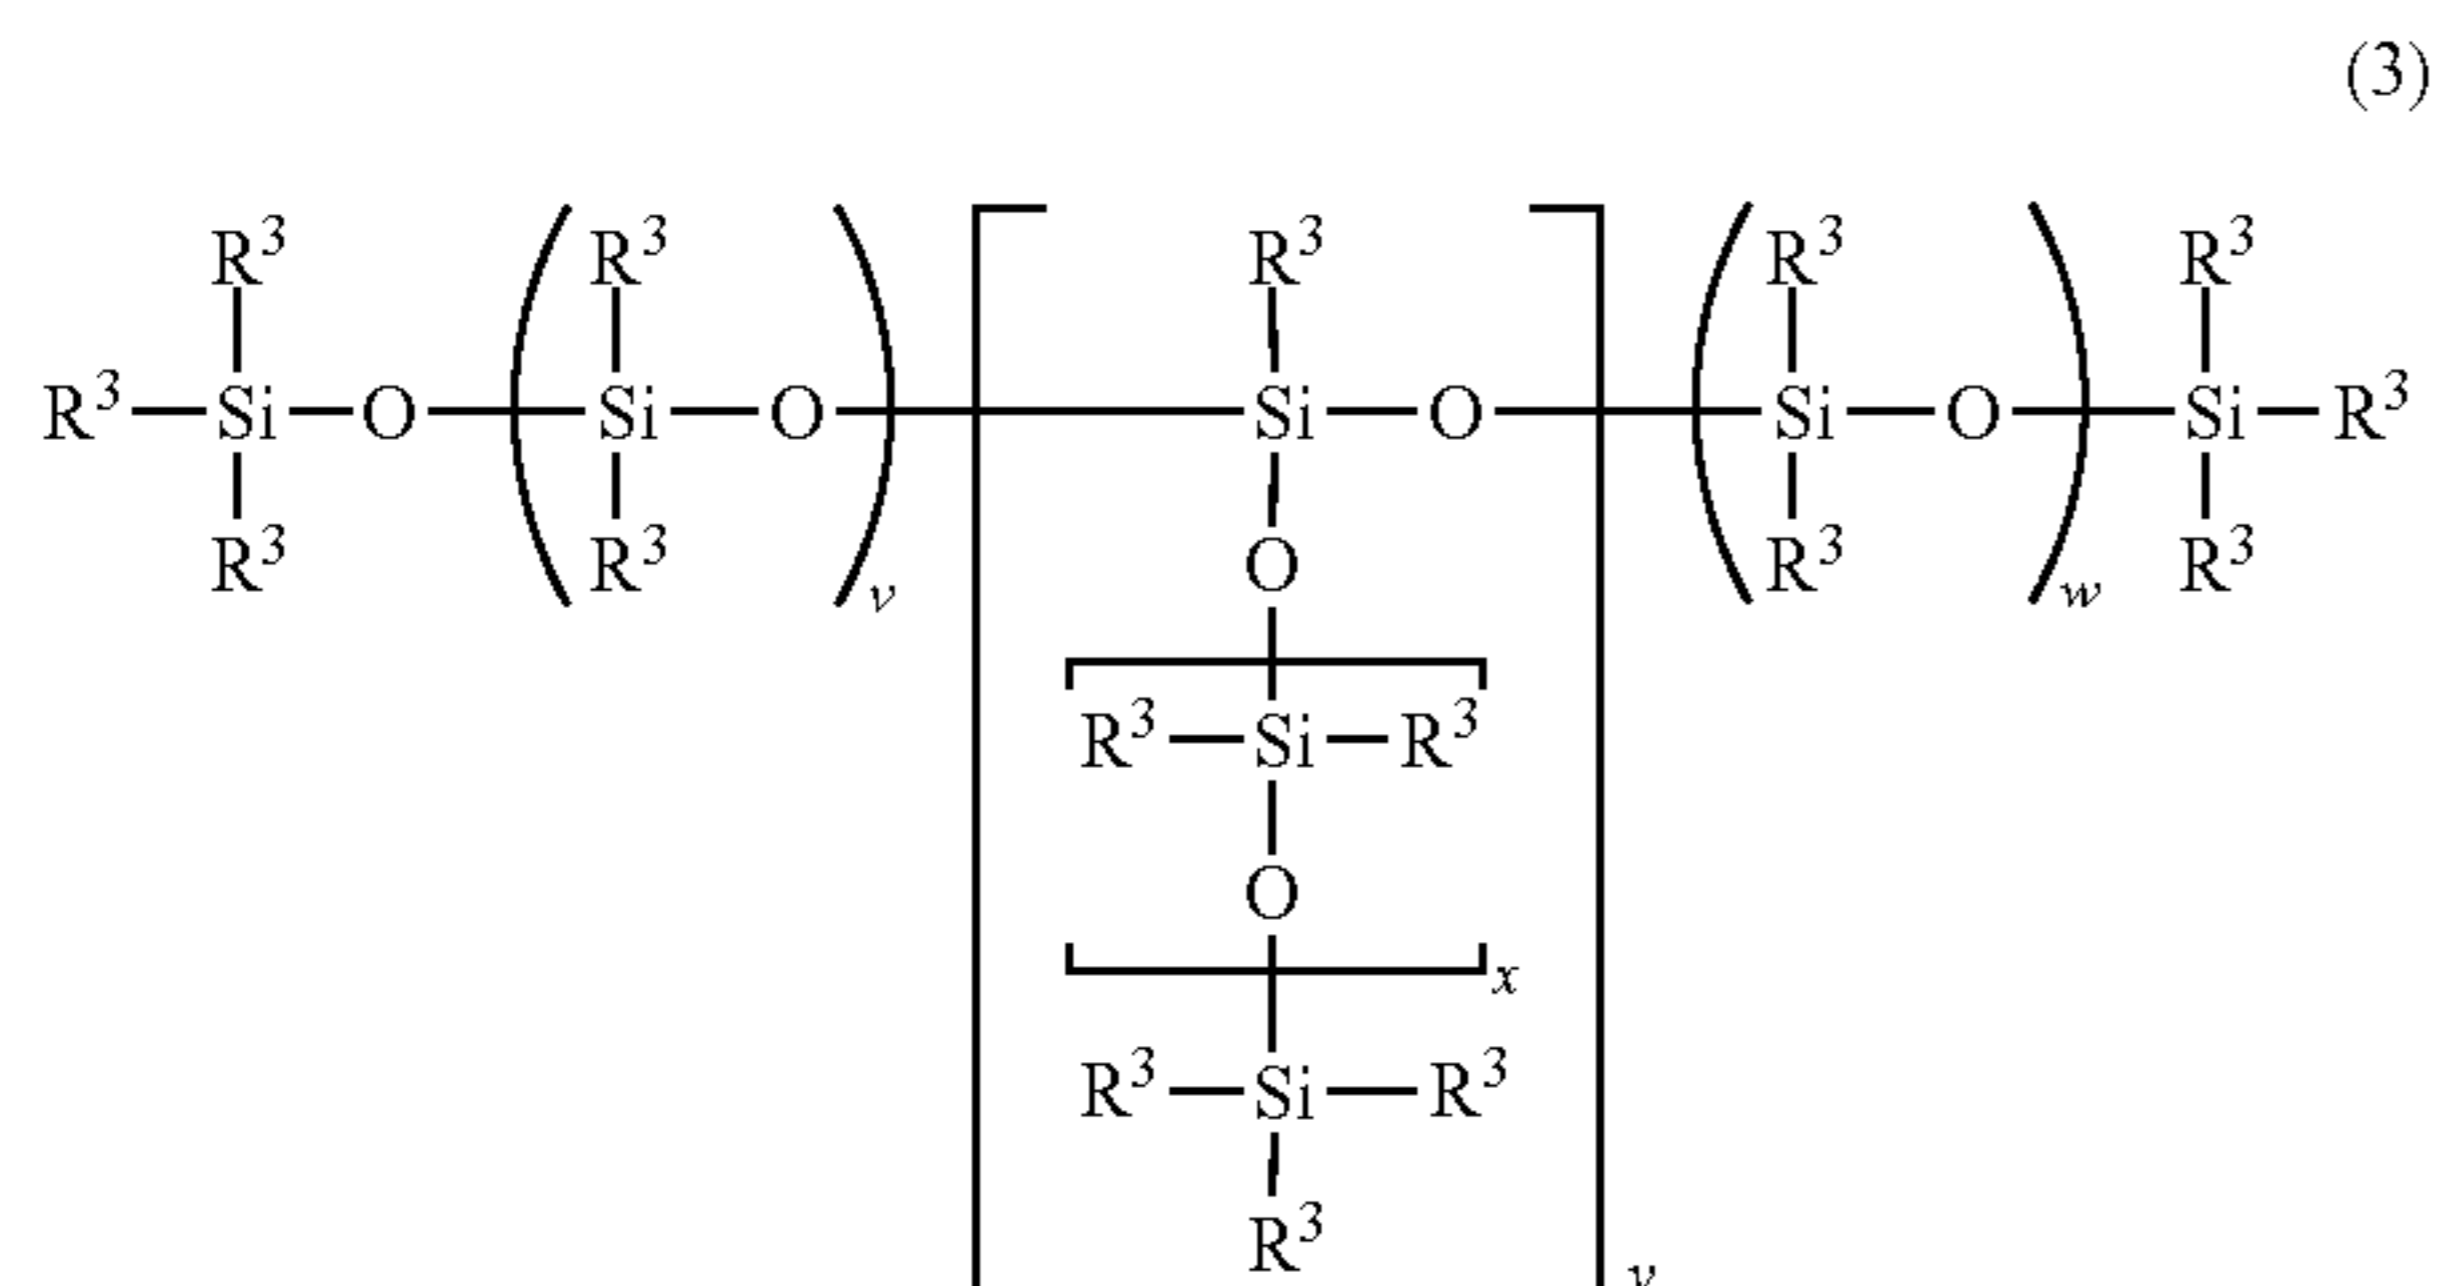 (3)
R³ R³ R³ R³ R³
R³—Si—O—Si—O—Si—O—Si—O—Si—R³
R³ R³ v O R³ w R³
R³—Si—R³
O
x
R³—Si—R³
R³